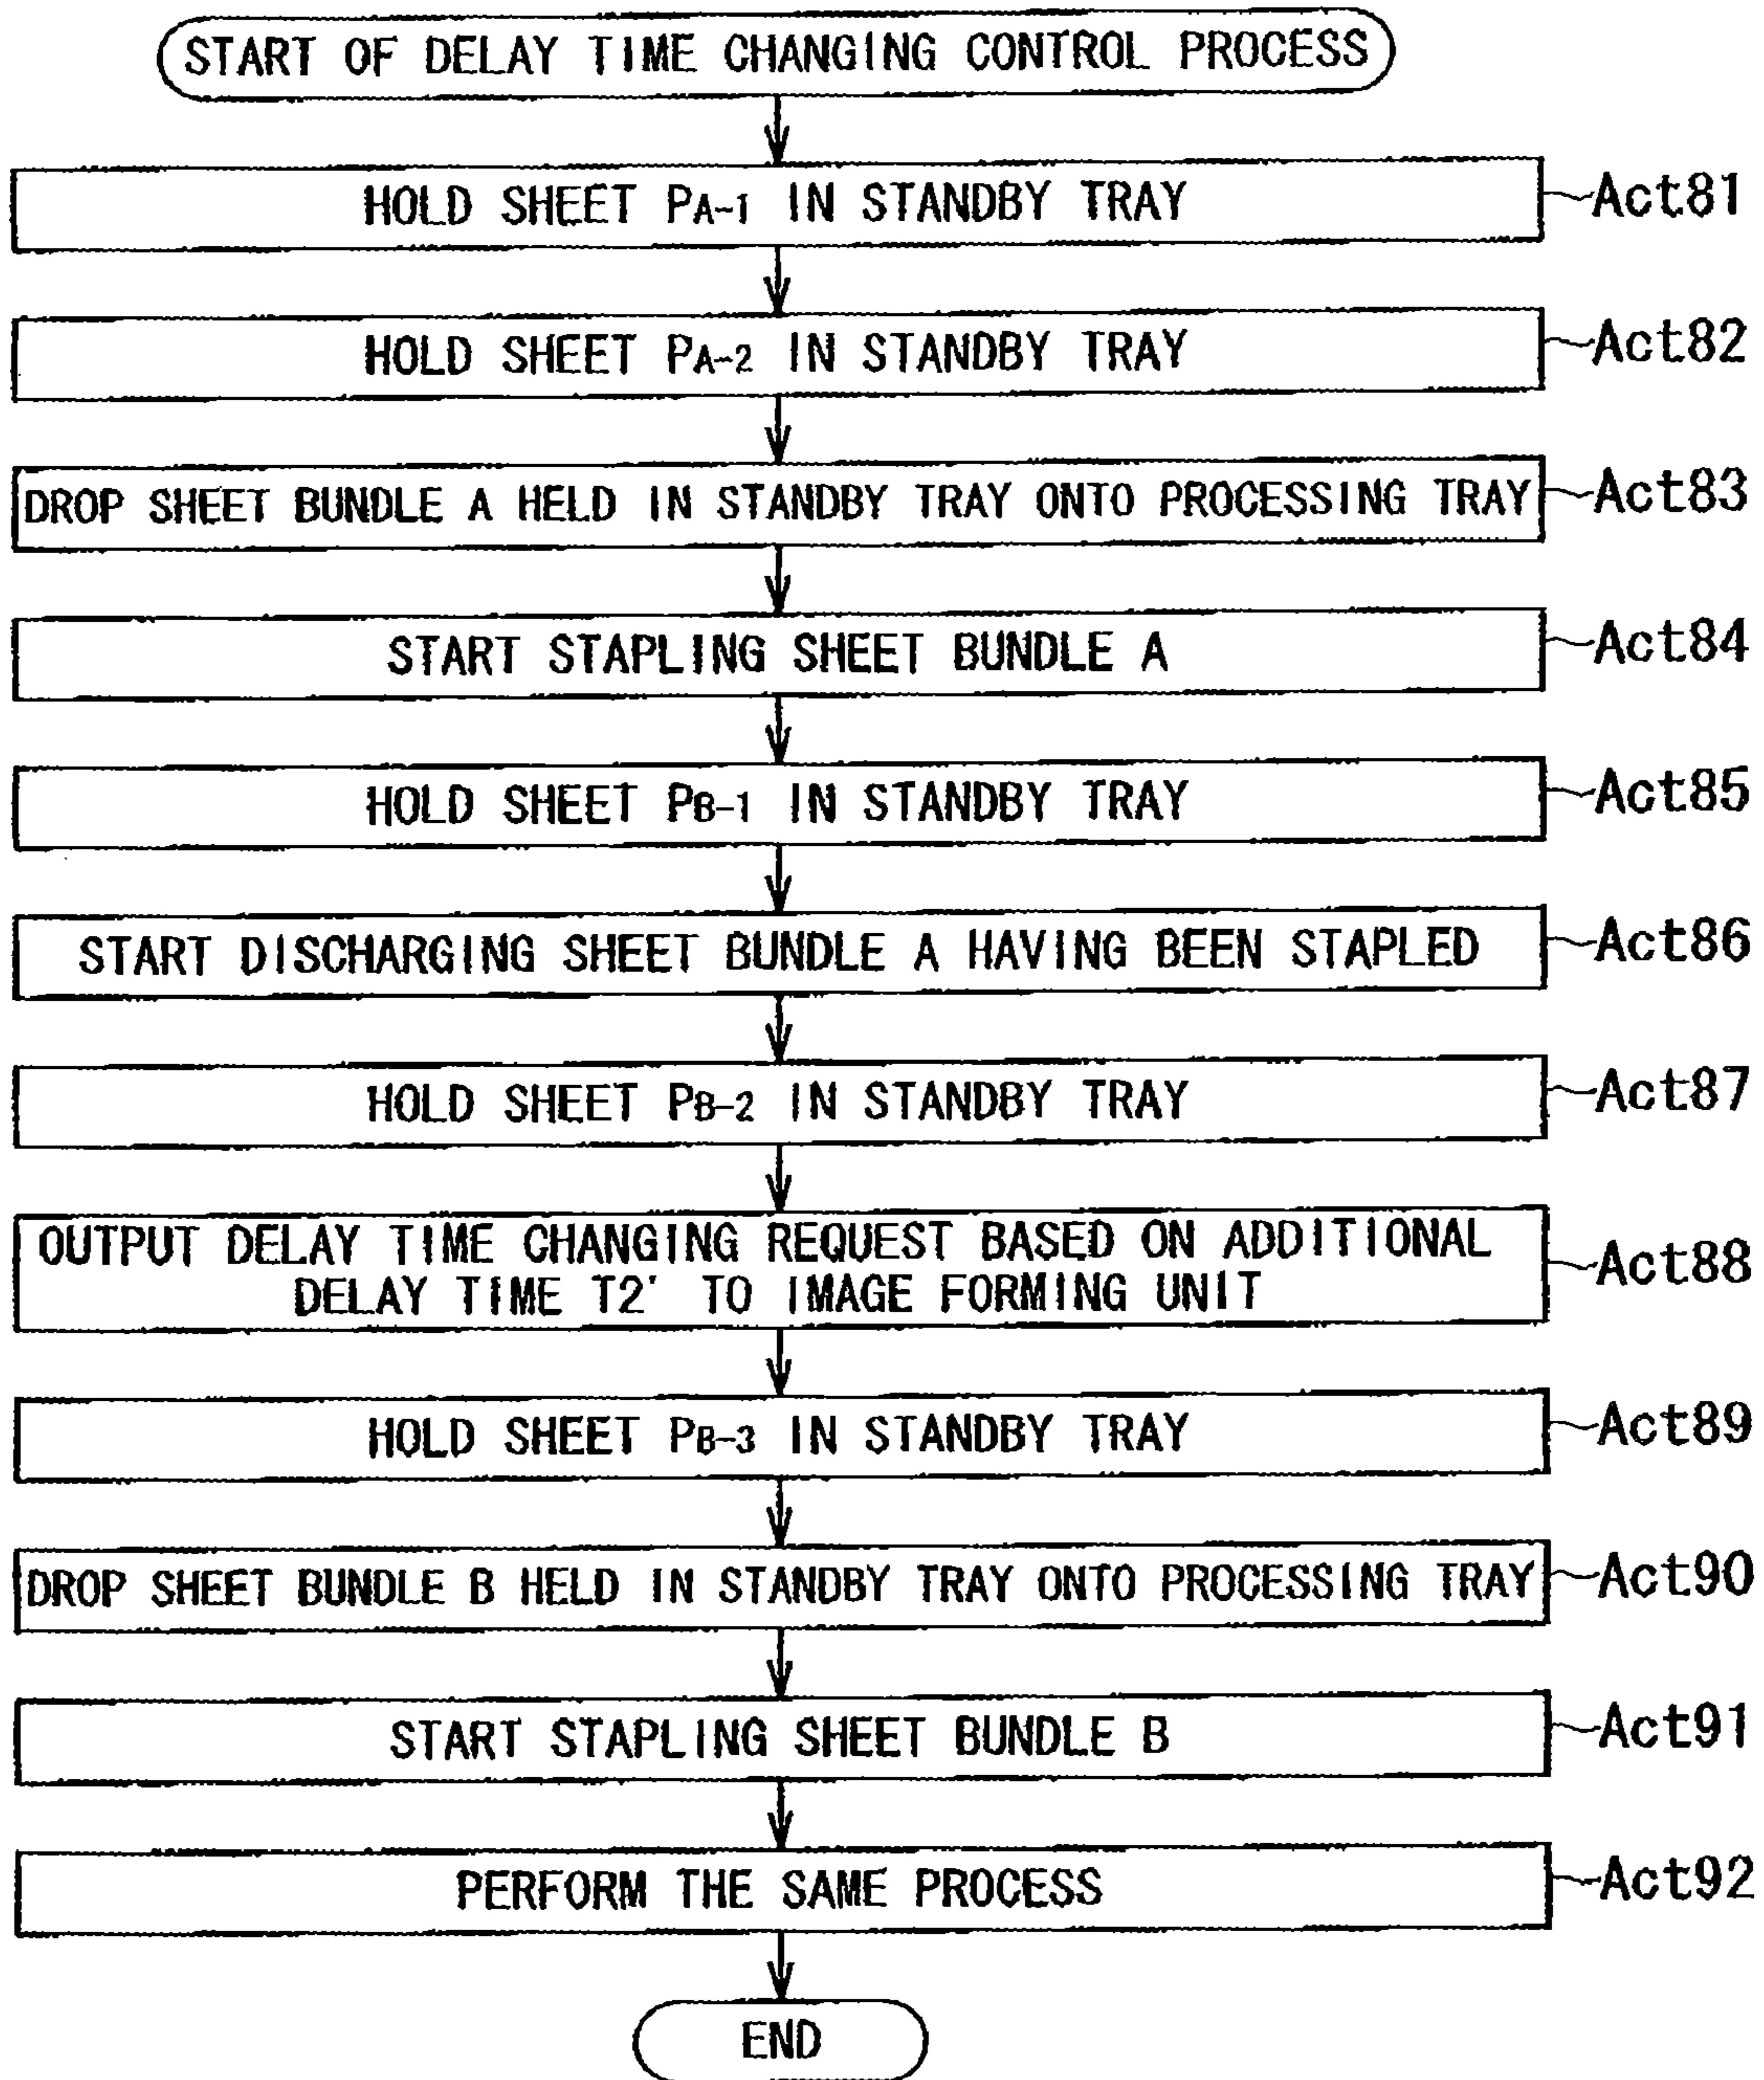 START OF DELAY TIME CHANGING CONTROL PROCESS
HOLD SHEET PA-1 IN STANDBY TRAY
Act81
HOLD SHEET PA-2 IN STANDBY TRAY
Act82
DROP SHEET BUNDLE A HELD IN STANDBY TRAY ONTO PROCESSING TRAY
Act83
START STAPLING SHEET BUNDLE A
Act84
HOLD SHEET PB-1 IN STANDBY TRAY
Act85
START DISCHARGING SHEET BUNDLE A HAVING BEEN STAPLED
Act86
HOLD SHEET PB-2 IN STANDBY TRAY
Act87
OUTPUT DELAY TIME CHANGING REQUEST BASED ON ADDITIONAL
DELAY TIME T2' TO IMAGE FORMING UNIT
Act88
HOLD SHEET PB-3 IN STANDBY TRAY
Act89
DROP SHEET BUNDLE B HELD IN STANDBY TRAY ONTO PROCESSING TRAY
Act90
START STAPLING SHEET BUNDLE B
Act91
PERFORM THE SAME PROCESS
Act92
END